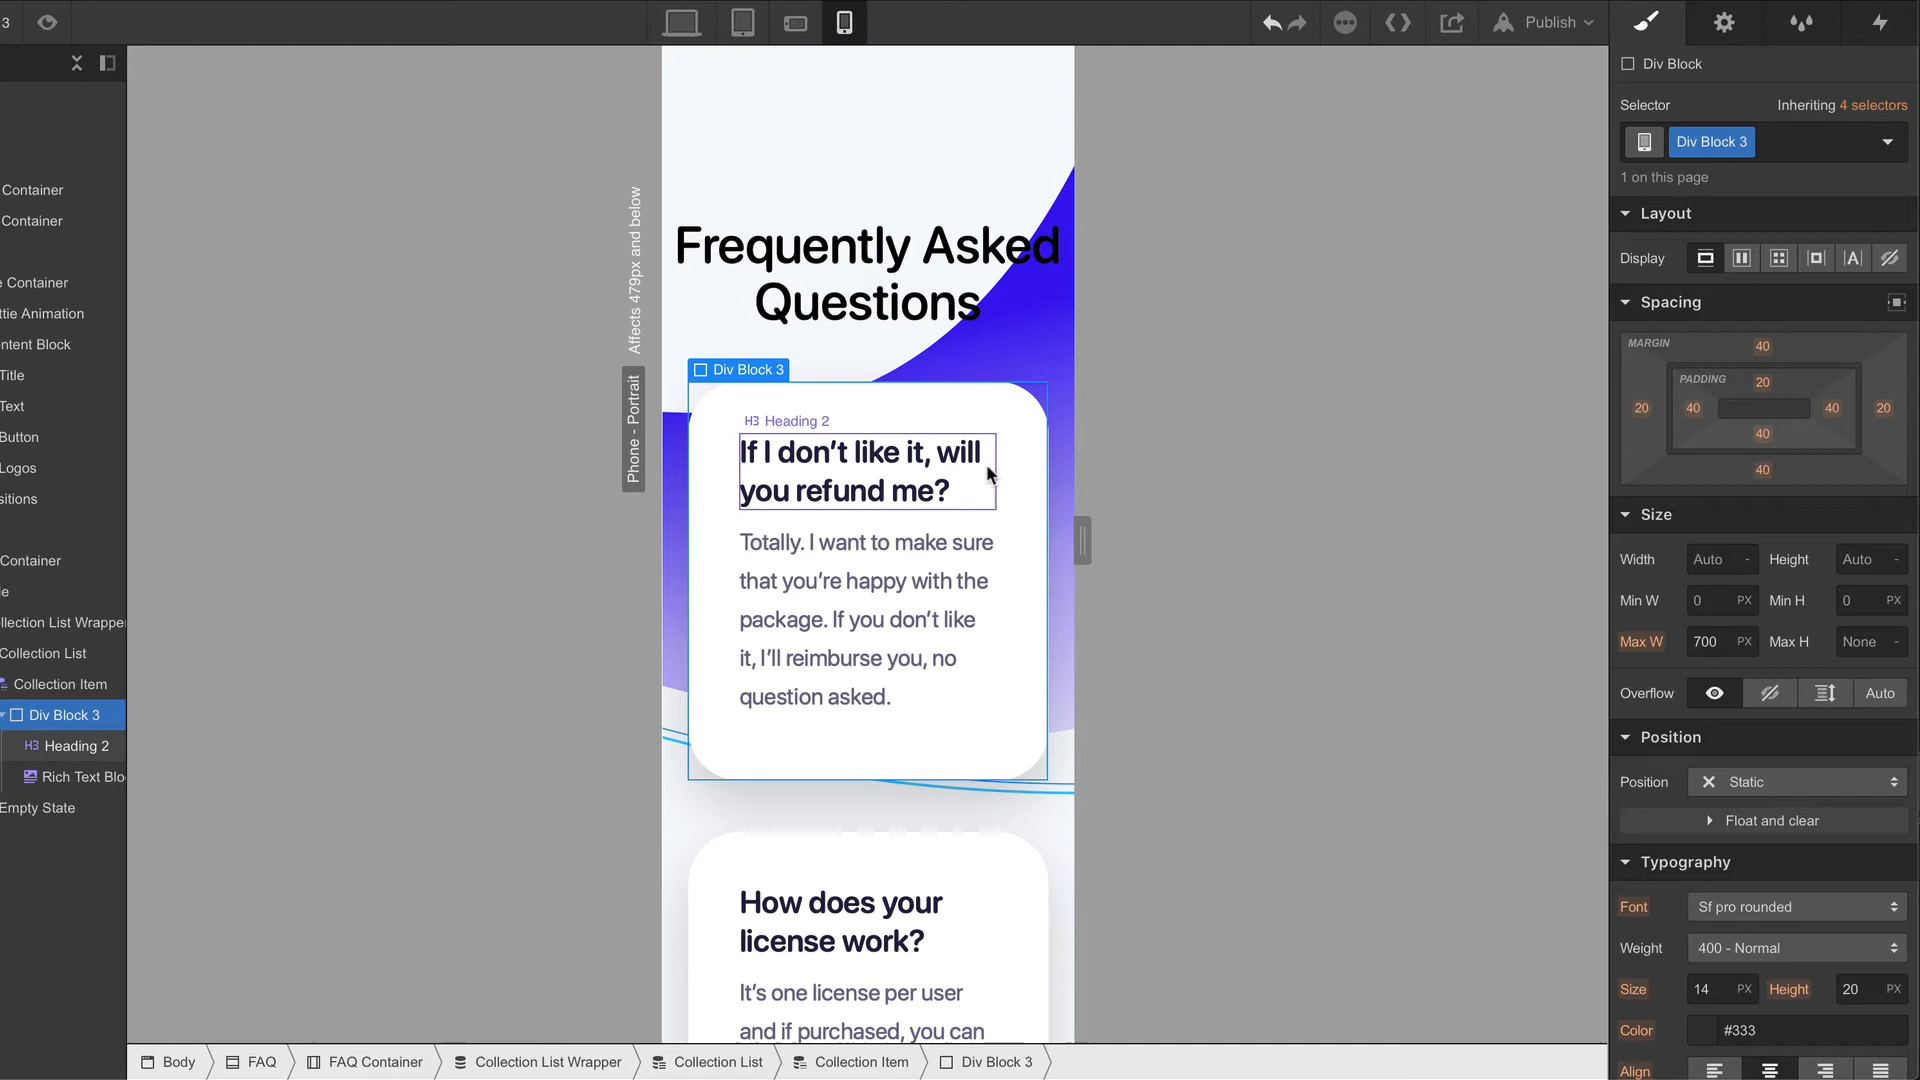 3
Publish
Container
Container
e Container
ttie Animation
ntent Block
Title
Text
Button
Logos
sitions
Container
le
llection List Wrapper
Collection List
Collection Item
Div Block 3
H3 Heading 2
Rich Text Blo
Empty State
Affects 479px and below
Phone - Portrait
Frequently Asked
Questions
Div Block 3
H3 Heading 2
If I don't like it, will
you refund me?
Totally. I want to make sure
that you're happy with the
package. If you don't like
it, I'll reimburse you, no
question asked.
How does your
license work?
It's one license per user
and if purchased, you can
Body
FAQ
FAQ Container
Collection List Wrapper
Collection List
Collection Item
Div Block 3
Div Block
Selector
Inheriting 4 selectors
Div Block 3
1 on this page
Layout
Display
Spacing
MARGIN
40
PADDING
20
20
40
40
20
40
40
Size
Width Auto - Height Auto -
Min W 0 PX Min H 0 PX
Max W 700 PX Max H None -
Overflow Auto
Position
Position Static
Float and clear
Typography
Font Sf pro rounded
Weight 400 - Normal
Size 14 PX Height 20 PX
Color #333
Align